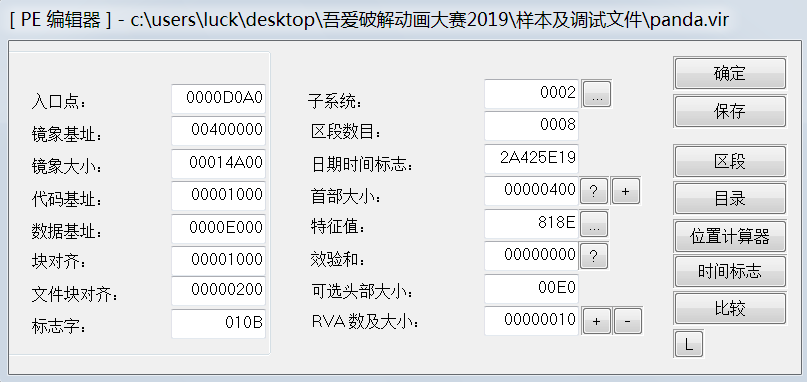 [ PE 编辑器 ] - c:\users\luck\desktop\吾爱破解动画大赛2019\样本及调试文件\panda.vir
入口点： 0000D0A0 子系统： 0002 ... 确定
镜象基址： 00400000 区段数目： 0008 保存
镜象大小： 00014A00 日期时间标志： 2A425E19 区段
代码基址： 00001000 首部大小： 00000400 ? + 目录
数据基址： 0000E000 特征值： 818E ... 位置计算器
块对齐： 00001000 效验和： 00000000 ? 时间标志
文件块对齐： 00000200 可选头部大小： 00E0 比较
标志字： 010B RVA 数及大小： 00000010 + - L